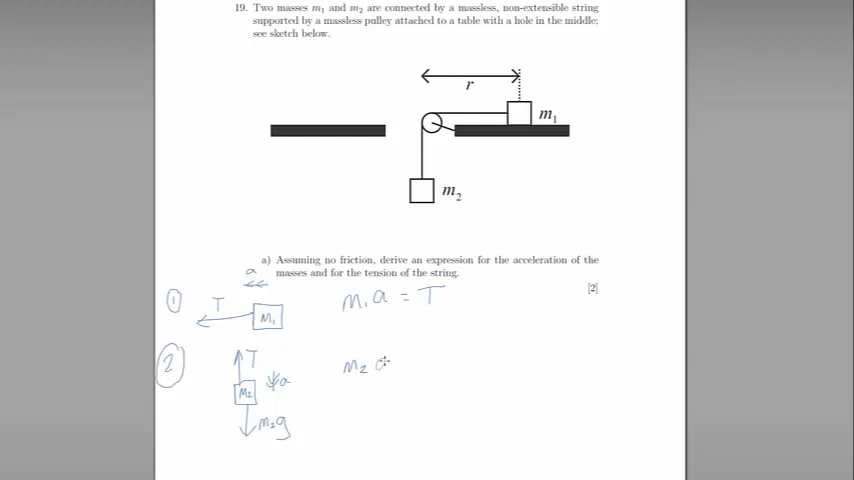 19. Two masses m1 and m2 are connected by a massless, non-extensible string
supported by a massless pulley attached to a table with a hole in the middle;
see sketch below.
r
m1
m2
a) Assuming no friction, derive an expression for the acceleration of the
masses and for the tension of the string.
[2]
a
1 T M1 m1a = T
2 T M2 a m2
m2g